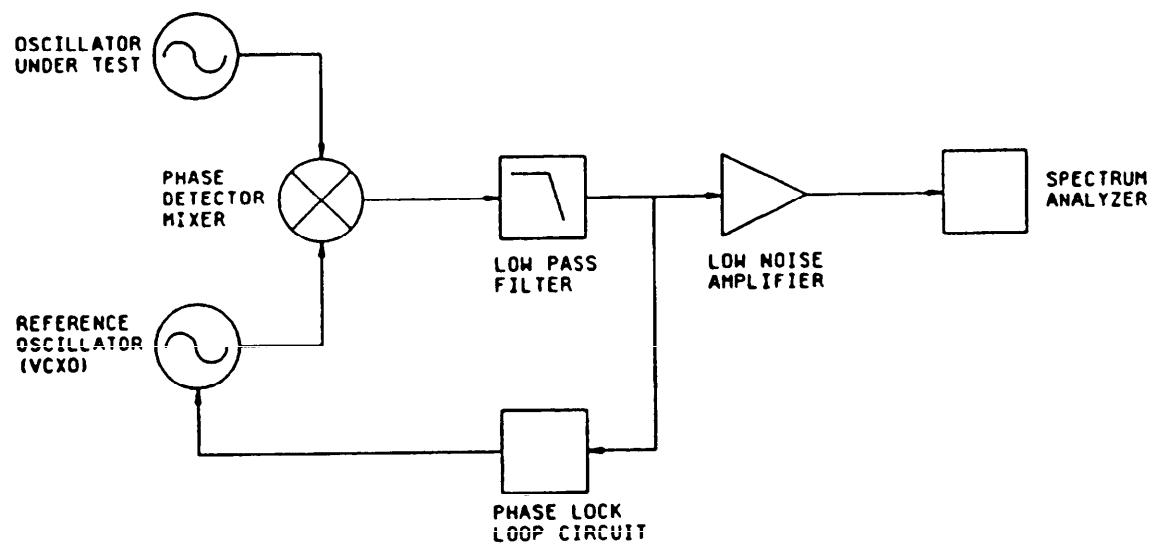 OSCILLATOR
UNDER TEST
PHASE
DETECTOR
MIXER
LOW PASS
FILTER
LOW NOISE
AMPLIFIER
SPECTRUM
ANALYZER
REFERENCE
OSCILLATOR
(VCXO)
PHASE LOCK
LOOP CIRCUIT